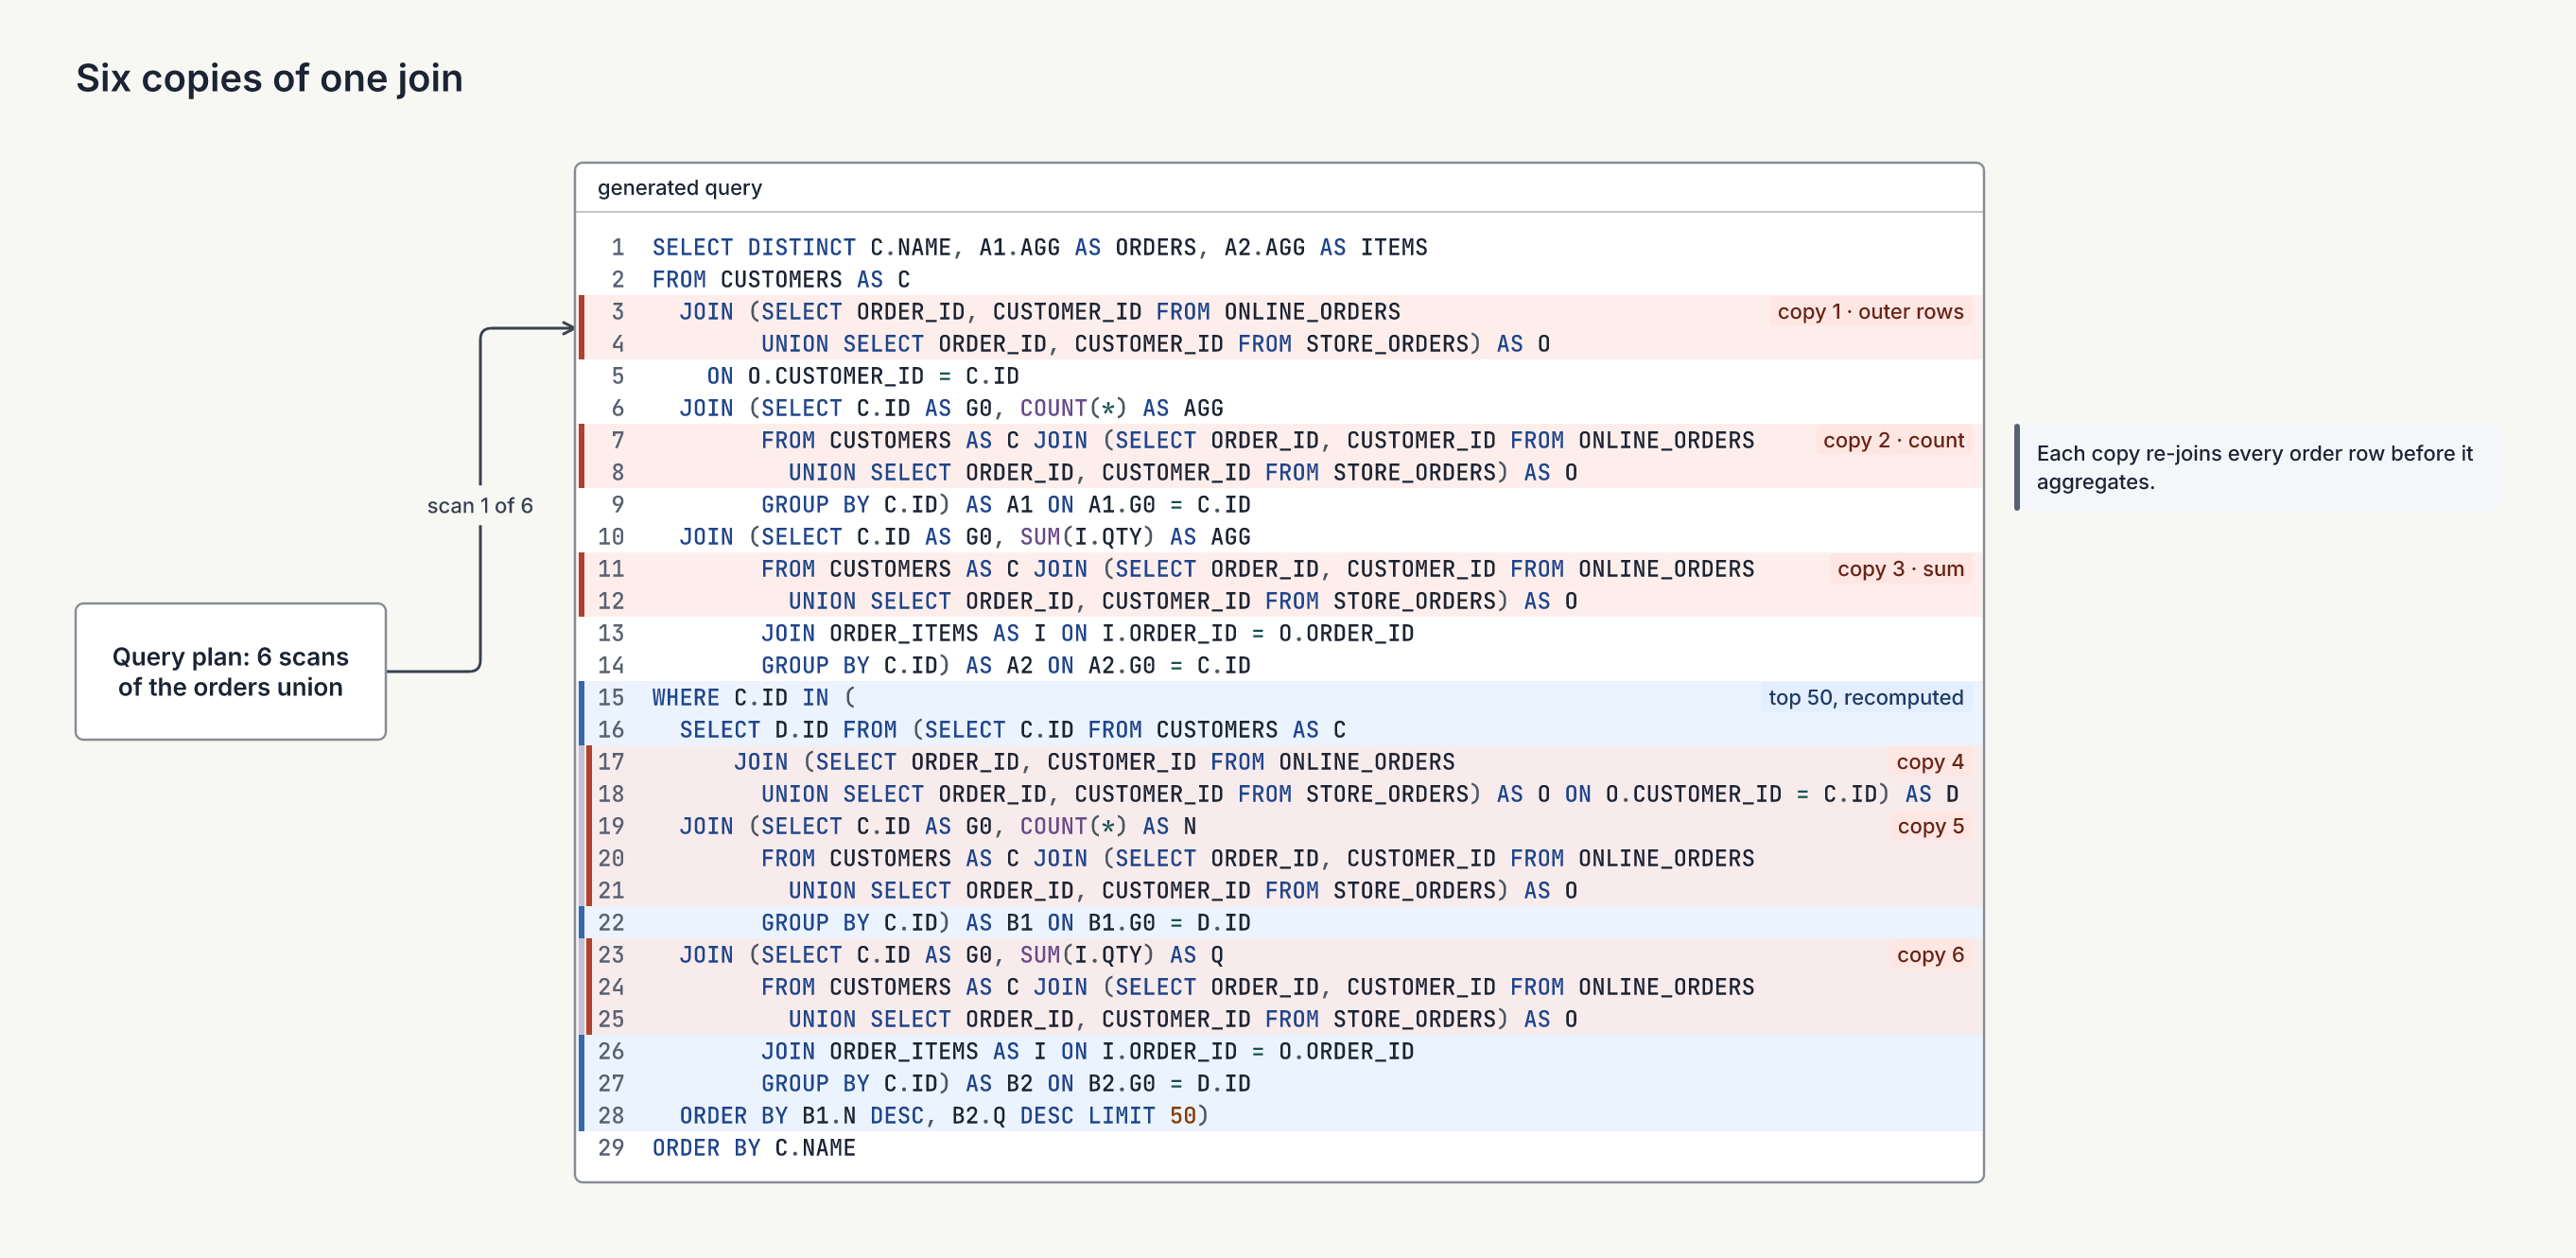 Six copies of one join
generated query
1 SELECT DISTINCT C.NAME, A1.AGG AS ORDERS, A2.AGG AS ITEMS
2 FROM CUSTOMERS AS C
3 JOIN (SELECT ORDER_ID, CUSTOMER_ID FROM ONLINE_ORDERS copy 1 · outer rows
4 UNION SELECT ORDER_ID, CUSTOMER_ID FROM STORE_ORDERS) AS O
5 ON O.CUSTOMER_ID = C.ID
6 JOIN (SELECT C.ID AS G0, COUNT(*) AS AGG
7 FROM CUSTOMERS AS C JOIN (SELECT ORDER_ID, CUSTOMER_ID FROM ONLINE_ORDERS copy 2 · count
8 UNION SELECT ORDER_ID, CUSTOMER_ID FROM STORE_ORDERS) AS O
9 GROUP BY C.ID) AS A1 ON A1.G0 = C.ID
10 JOIN (SELECT C.ID AS G0, SUM(I.QTY) AS AGG
11 FROM CUSTOMERS AS C JOIN (SELECT ORDER_ID, CUSTOMER_ID FROM ONLINE_ORDERS copy 3 · sum
12 UNION SELECT ORDER_ID, CUSTOMER_ID FROM STORE_ORDERS) AS O
13 JOIN ORDER_ITEMS AS I ON I.ORDER_ID = O.ORDER_ID
14 GROUP BY C.ID) AS A2 ON A2.G0 = C.ID
15 WHERE C.ID IN ( top 50, recomputed
16 SELECT D.ID FROM (SELECT C.ID FROM CUSTOMERS AS C
17 JOIN (SELECT ORDER_ID, CUSTOMER_ID FROM ONLINE_ORDERS copy 4
18 UNION SELECT ORDER_ID, CUSTOMER_ID FROM STORE_ORDERS) AS O ON O.CUSTOMER_ID = C.ID) AS D
19 JOIN (SELECT C.ID AS G0, COUNT(*) AS N copy 5
20 FROM CUSTOMERS AS C JOIN (SELECT ORDER_ID, CUSTOMER_ID FROM ONLINE_ORDERS
21 UNION SELECT ORDER_ID, CUSTOMER_ID FROM STORE_ORDERS) AS O
22 GROUP BY C.ID) AS B1 ON B1.G0 = D.ID
23 JOIN (SELECT C.ID AS G0, SUM(I.QTY) AS Q copy 6
24 FROM CUSTOMERS AS C JOIN (SELECT ORDER_ID, CUSTOMER_ID FROM ONLINE_ORDERS
25 UNION SELECT ORDER_ID, CUSTOMER_ID FROM STORE_ORDERS) AS O
26 JOIN ORDER_ITEMS AS I ON I.ORDER_ID = O.ORDER_ID
27 GROUP BY C.ID) AS B2 ON B2.G0 = D.ID
28 ORDER BY B1.N DESC, B2.Q DESC LIMIT 50)
29 ORDER BY C.NAME
scan 1 of 6
Query plan: 6 scans
of the orders union
Each copy re-joins every order row before it
aggregates.